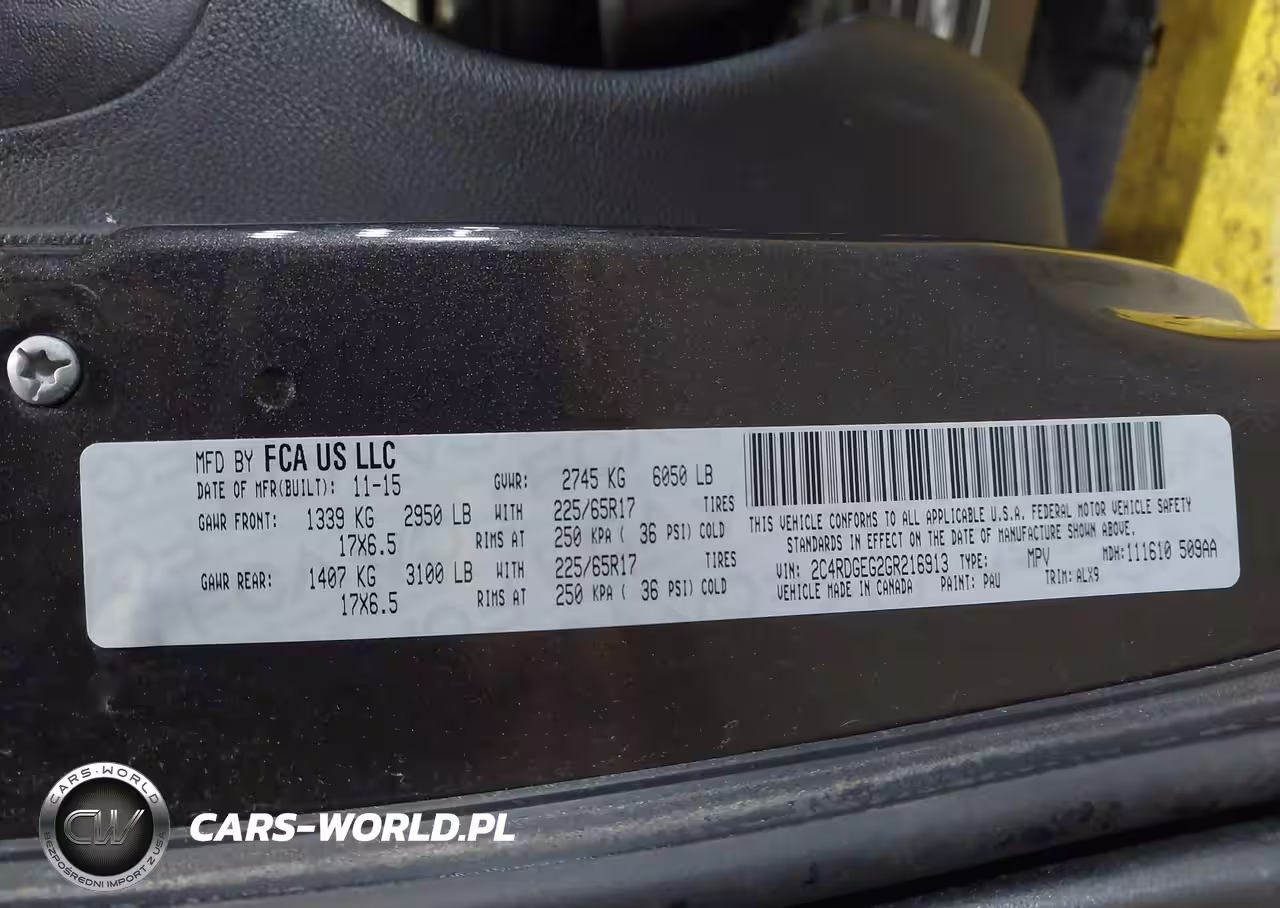 MFD BY FCA US LLC
DATE OF MFR(BUILT): 11-15
GVWR: 2745 KG 6050 LB
GAWR FRONT: 1339 KG 2950 LB WITH 225/65R17 TIRES
17X6.5 RIMS AT 250 KPA ( 36 PSI) COLD
GAWR REAR: 1407 KG 3100 LB WITH 225/65R17 TIRES
17X6.5 RIMS AT 250 KPA ( 36 PSI) COLD
THIS VEHICLE CONFORMS TO ALL APPLICABLE U.S.A. FEDERAL MOTOR VEHICLE SAFETY
STANDARDS IN EFFECT ON THE DATE OF MANUFACTURE SHOWN ABOVE.
VIN: 2C4RDGEG2GR216913 TYPE: MPV MDH:111610 509AA
VEHICLE MADE IN CANADA PAINT: PAU TRIM:ALX9
CARS-WORLD
CW
BEZPOŚREDNI IMPORT Z USA
CARS-WORLD.PL